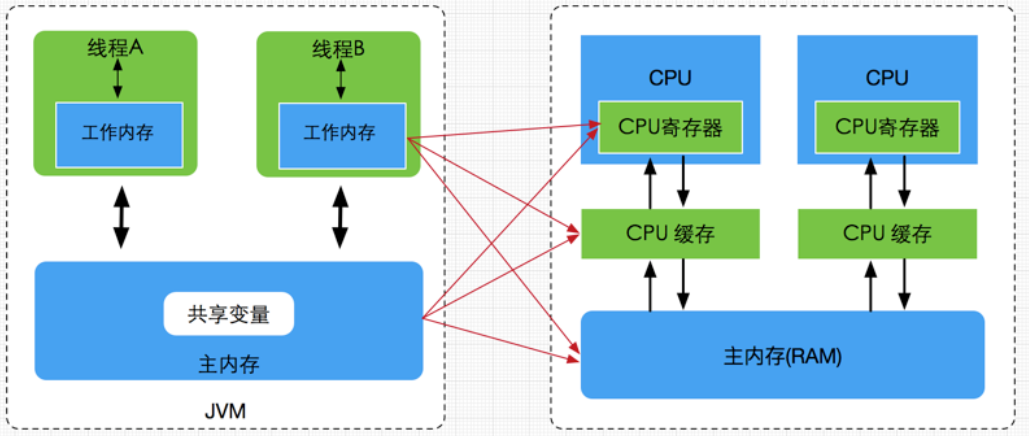 线程A
工作内存
线程B
工作内存
共享变量
主内存
JVM
CPU
CPU寄存器
CPU
CPU寄存器
CPU 缓存
CPU 缓存
主内存(RAM)